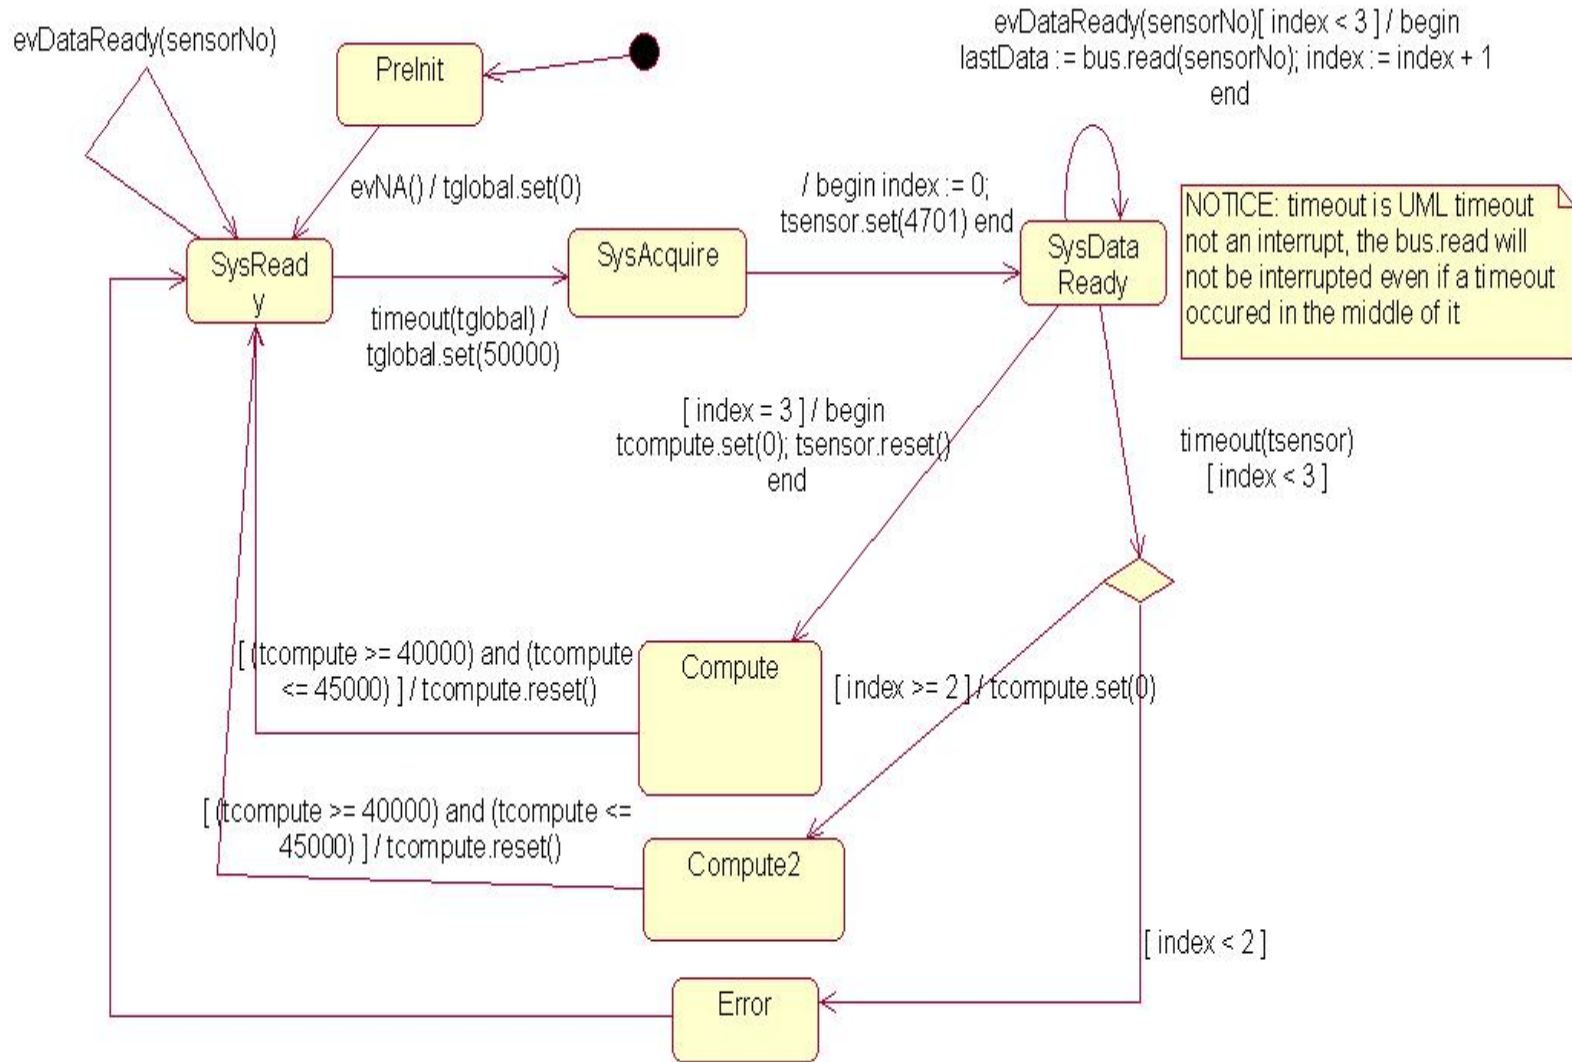 evDataReady(sensorNo)
PreInit
evDataReady(sensorNo)[ index < 3 ] / begin
lastData := bus.read(sensorNo); index := index + 1
end
evNA() / tglobal.set(0)
/ begin index := 0;
tsensor.set(4701) end
NOTICE: timeout is UML timeout
not an interrupt, the bus.read will
not be interrupted even if a timeout
occured in the middle of it
SysRead
y
SysAcquire
SysData
Ready
timeout(tglobal) /
tglobal.set(50000)
[ index = 3 ] / begin
tcompute.set(0); tsensor.reset()
end
timeout(tsensor)
[ index < 3 ]
[ (tcompute >= 40000) and (tcompute
<= 45000) ] / tcompute.reset()
Compute
[ index >= 2 ] / tcompute.set(0)
[ (tcompute >= 40000) and (tcompute <=
45000) ] / tcompute.reset()
Compute2
[ index < 2 ]
Error